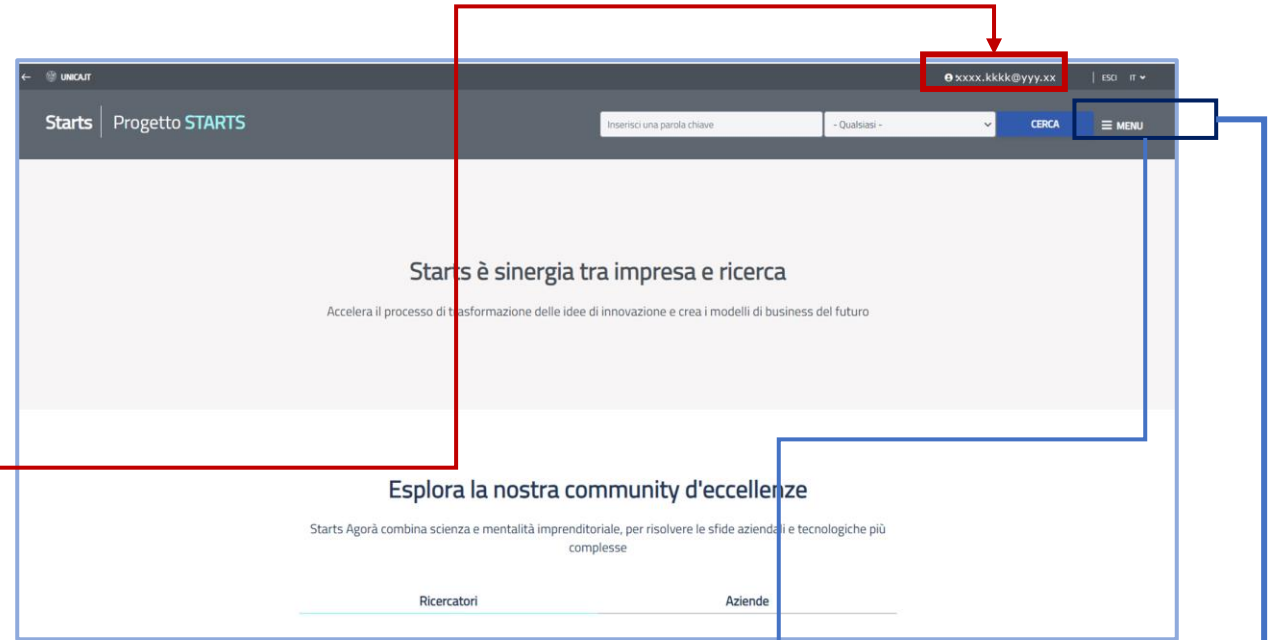 UNICA.IT
xxxx.kkkk@yyy.xx | ESCI IT
Starts | Progetto STARTS
Inserisci una parola chiave
- Qualsiasi -
CERCA
MENU
Starts è sinergia tra impresa e ricerca
Accelera il processo di trasformazione delle idee di innovazione e crea i modelli di business del futuro
Esplora la nostra community d'eccellenze
Starts Agorà combina scienza e mentalità imprenditoriale, per risolvere le sfide aziendali e tecnologiche più
complesse
Ricercatori
Aziende